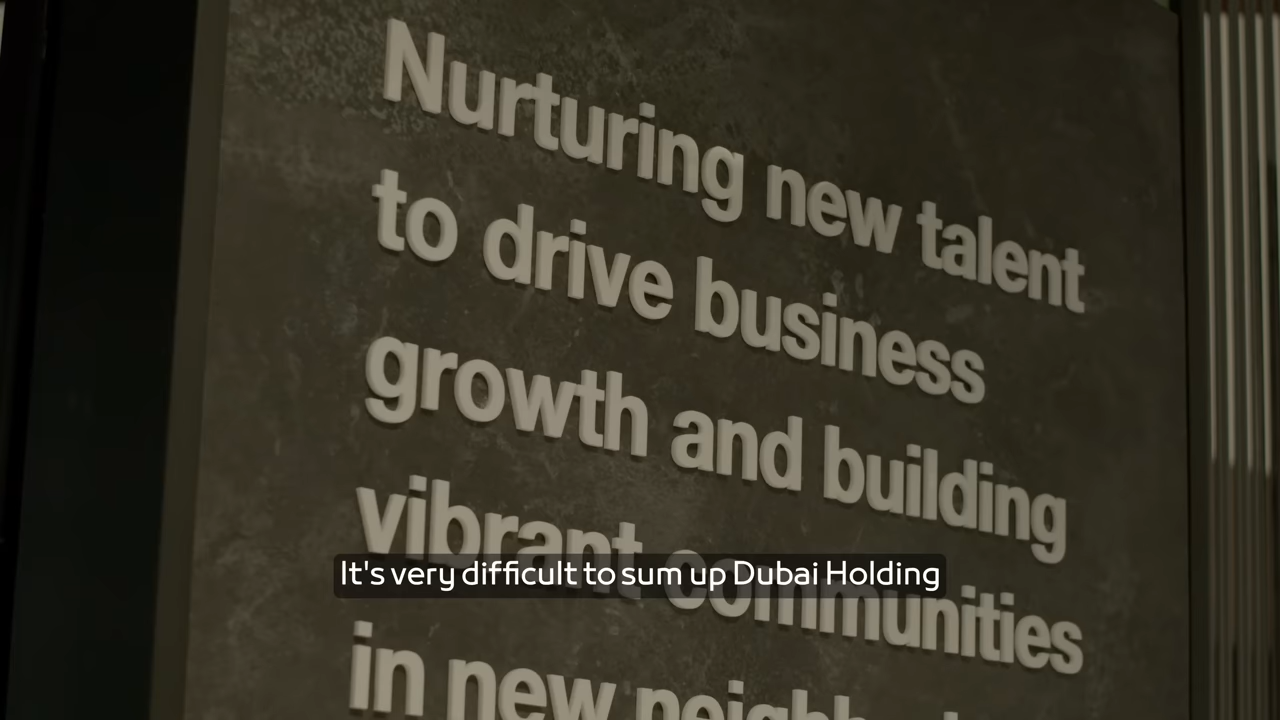 Nurturing new talent
to drive business
growth and building
vibrant communities
in new
It's very difficult to sum up Dubai Holding